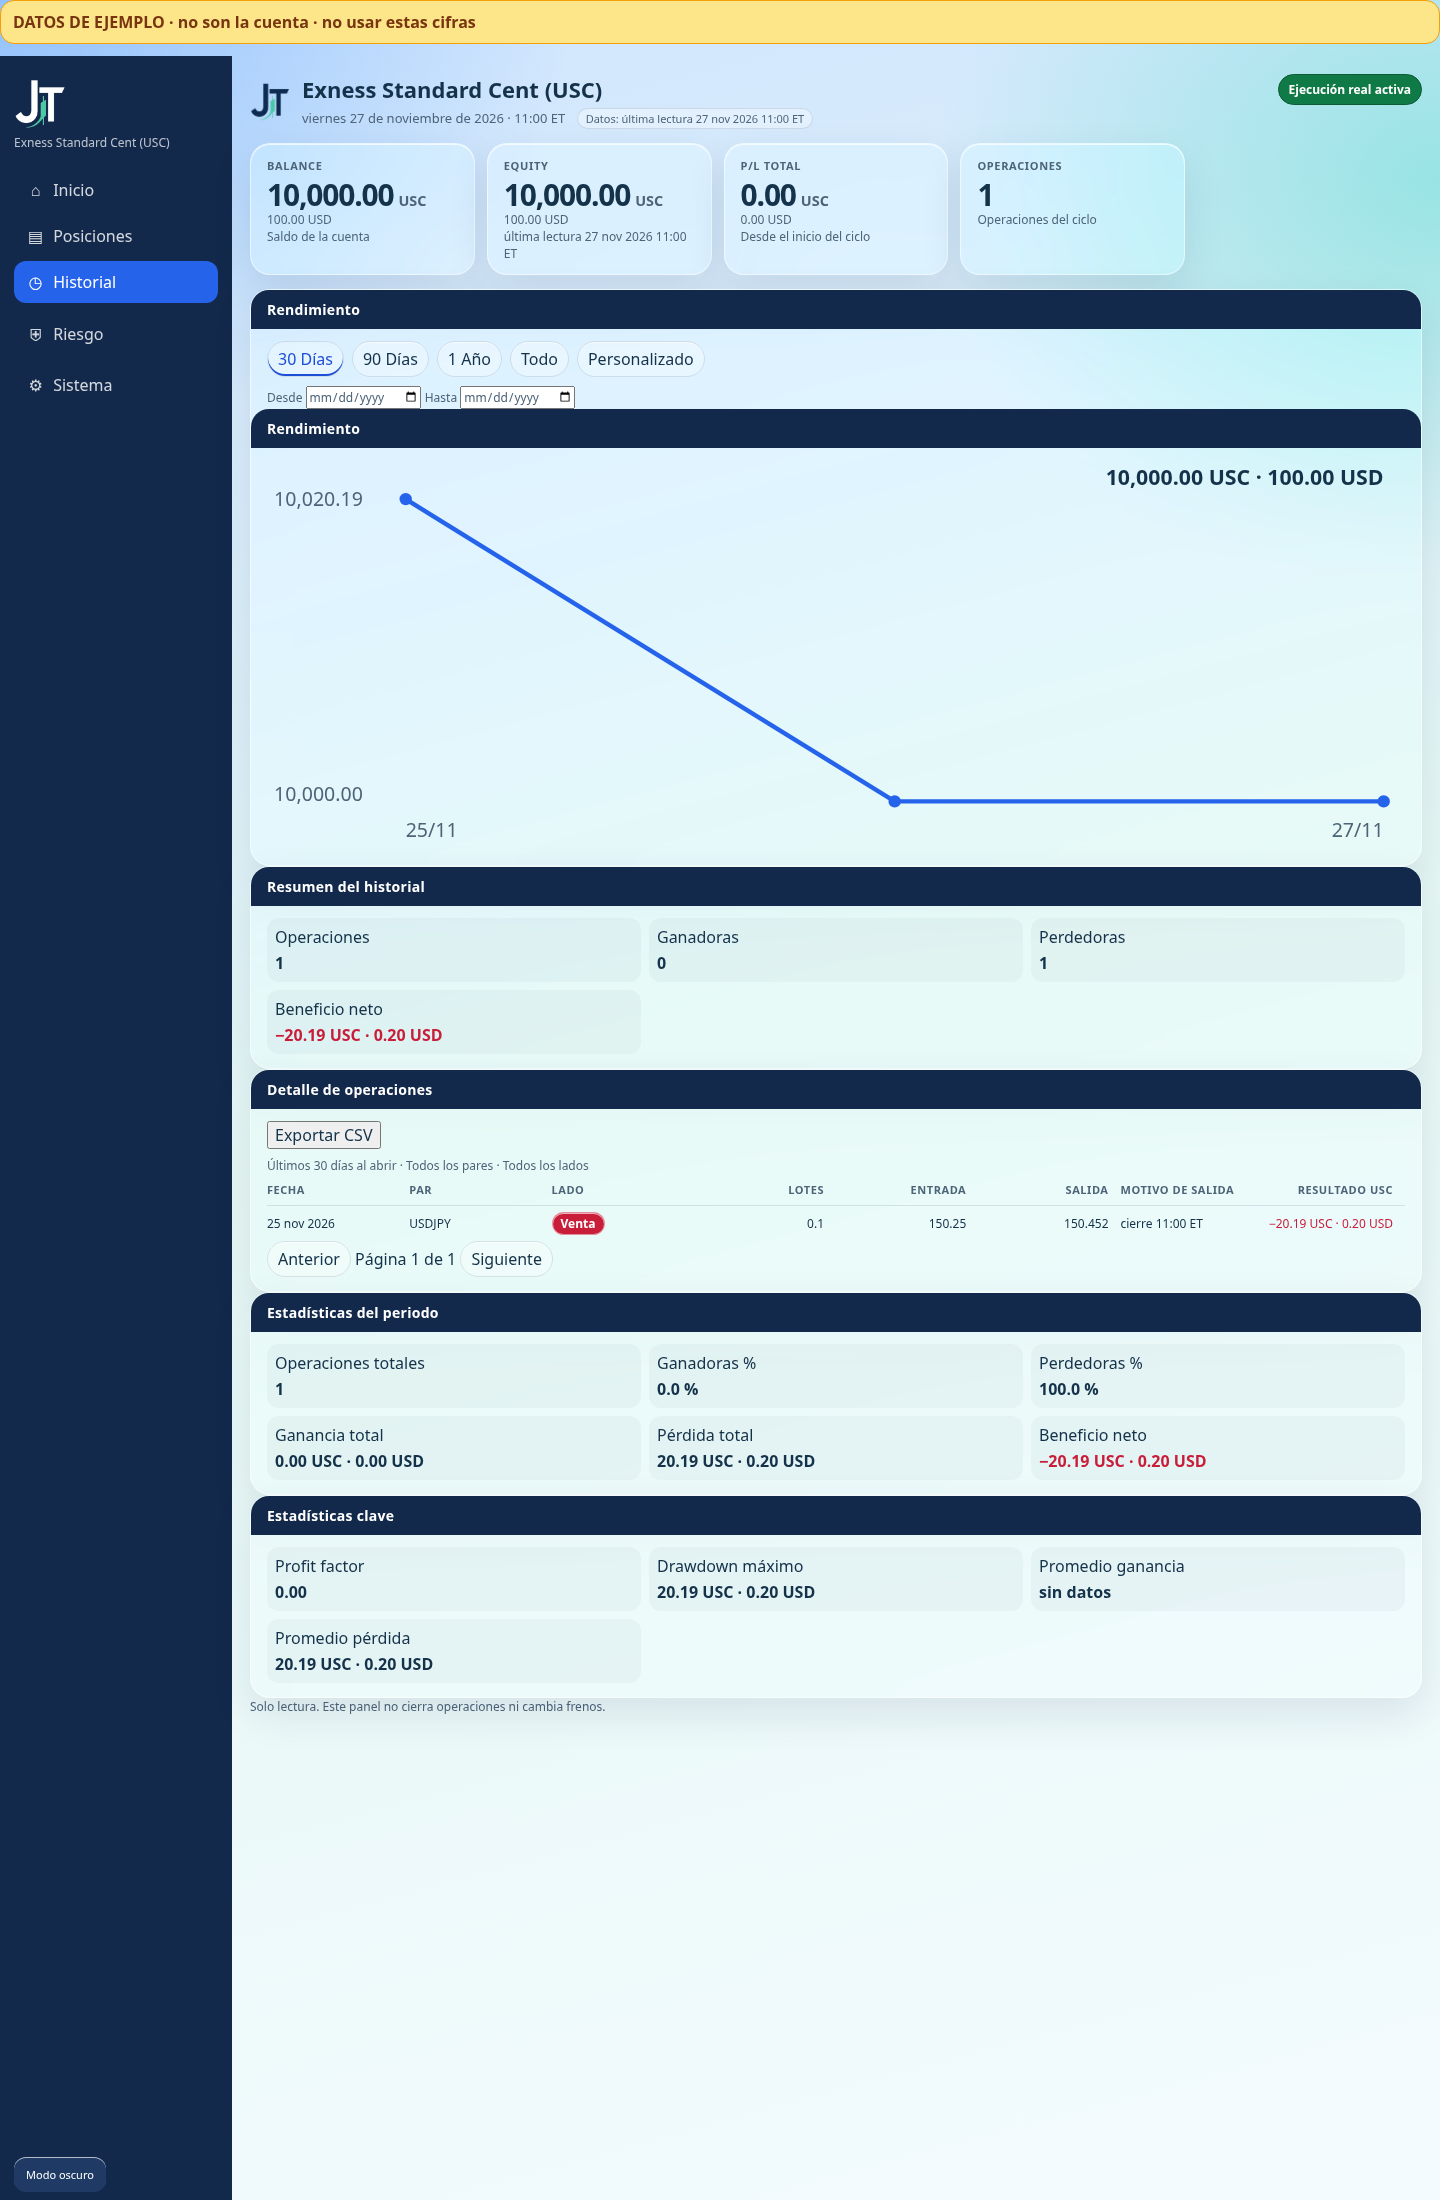 DATOS DE EJEMPLO · no son la cuenta · no usar estas cifras
JT
Exness Standard Cent (USC)
Inicio
Posiciones
Historial
Riesgo
Sistema
Modo oscuro
JT
Exness Standard Cent (USC)
viernes 27 de noviembre de 2026 · 11:00 ET
Datos: última lectura 27 nov 2026 11:00 ET
Ejecución real activa
BALANCE
10,000.00 USC
100.00 USD
Saldo de la cuenta
EQUITY
10,000.00 USC
100.00 USD
última lectura 27 nov 2026 11:00
ET
P/L TOTAL
0.00 USC
0.00 USD
Desde el inicio del ciclo
OPERACIONES
1
Operaciones del ciclo
Rendimiento
30 Días 90 Días 1 Año Todo Personalizado
Desde mm/dd/yyyy Hasta mm/dd/yyyy
Rendimiento
10,000.00 USC · 100.00 USD
10,020.19
10,000.00
25/11 27/11
Resumen del historial
Operaciones
1
Ganadoras
0
Perdedoras
1
Beneficio neto
−20.19 USC · 0.20 USD
Detalle de operaciones
Exportar CSV
Últimos 30 días al abrir · Todos los pares · Todos los lados
FECHA PAR LADO LOTES ENTRADA SALIDA MOTIVO DE SALIDA RESULTADO USC
25 nov 2026 USDJPY Venta 0.1 150.25 150.452 cierre 11:00 ET −20.19 USC · 0.20 USD
Anterior Página 1 de 1 Siguiente
Estadísticas del periodo
Operaciones totales
1
Ganadoras %
0.0 %
Perdedoras %
100.0 %
Ganancia total
0.00 USC · 0.00 USD
Pérdida total
20.19 USC · 0.20 USD
Beneficio neto
−20.19 USC · 0.20 USD
Estadísticas clave
Profit factor
0.00
Drawdown máximo
20.19 USC · 0.20 USD
Promedio ganancia
sin datos
Promedio pérdida
20.19 USC · 0.20 USD
Solo lectura. Este panel no cierra operaciones ni cambia frenos.